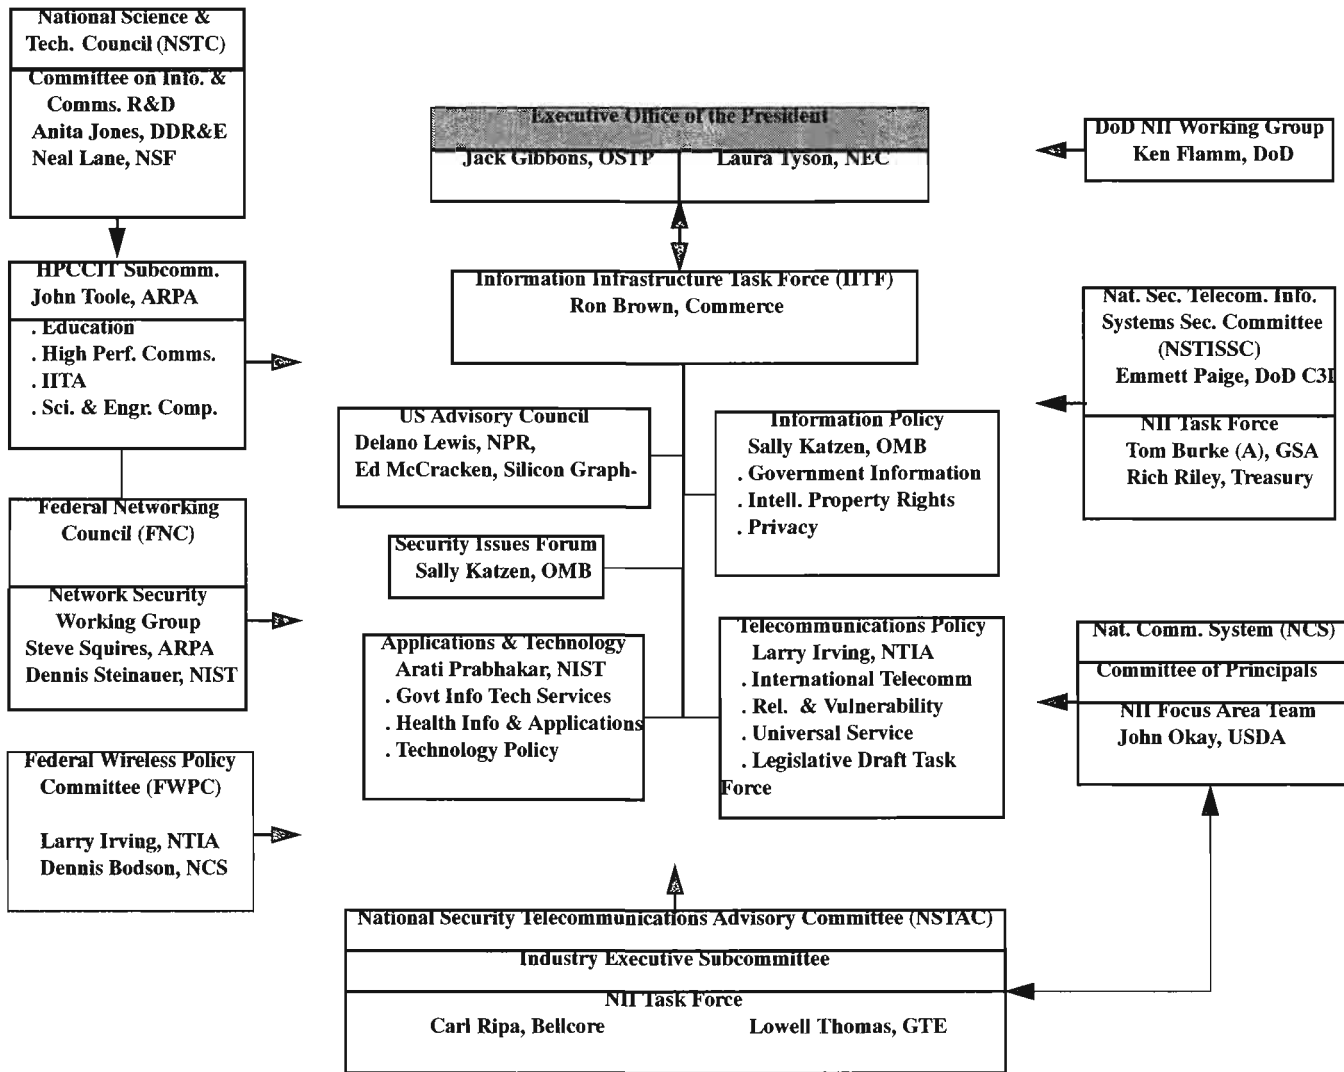 National Science &
Tech. Council (NSTC)
Committee on Info. &
Comms. R&D
Anita Jones, DDR&E
Neal Lane, NSF
HPCCIT Subcomm.
John Toole, ARPA
. Education
. High Perf. Comms.
. IITA
. Sci. & Engr. Comp.
Federal Networking
Council (FNC)
Network Security
Working Group
Steve Squires, ARPA
Dennis Steinauer, NIST
Federal Wireless Policy
Committee (FWPC)
Larry Irving, NTIA
Dennis Bodson, NCS
Executive Office of the President
Jack Gibbons, OSTP
Laura Tyson, NEC
Information Infrastructure Task Force (IITF)
Ron Brown, Commerce
US Advisory Council
Delano Lewis, NPR,
Ed McCracken, Silicon Graph-
Security Issues Forum
Sally Katzen, OMB
Applications & Technology
Arati Prabhakar, NIST
. Govt Info Tech Services
. Health Info & Applications
. Technology Policy
Information Policy
Sally Katzen, OMB
. Government Information
. Intell. Property Rights
. Privacy
Telecommunications Policy
Larry Irving, NTIA
. International Telecomm
. Rel. & Vulnerability
. Universal Service
. Legislative Draft Task
Force
National Security Telecommunications Advisory Committee (NSTAC)
Industry Executive Subcommittee
NII Task Force
Carl Ripa, Bellcore
Lowell Thomas, GTE
DoD NII Working Group
Ken Flamm, DoD
Nat. Sec. Telecom. Info.
Systems Sec. Committee
(NSTISSC)
Emmett Paige, DoD C3I
NII Task Force
Tom Burke (A), GSA
Rich Riley, Treasury
Nat. Comm. System (NCS)
Committee of Principals
NII Focus Area Team
John Okay, USDA